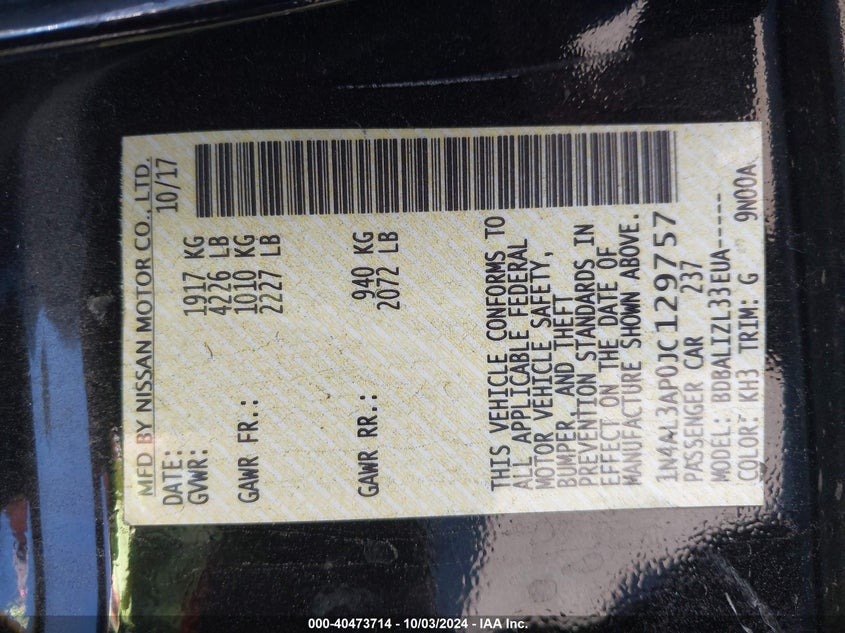 MFD BY NISSAN MOTOR CO., LTD.
DATE: 10/17
GVWR: 1917 KG
4226 LB
GAWR FR.: 1010 KG
2227 LB
GAWR RR.: 940 KG
2072 LB
THIS VEHICLE CONFORMS TO
ALL APPLICABLE FEDERAL
MOTOR VEHICLE SAFETY,
BUMPER AND THEFT
PREVENTION STANDARDS IN
EFFECT ON THE DATE OF
MANUFACTURE SHOWN ABOVE.
1N4AL3AP0JC129757
PASSENGER CAR 237
MODEL: BDBALIZL33EUA-----
COLOR: KH3 TRIM: G 9N00A
000-40473714 - 10/03/2024 - IAA Inc.